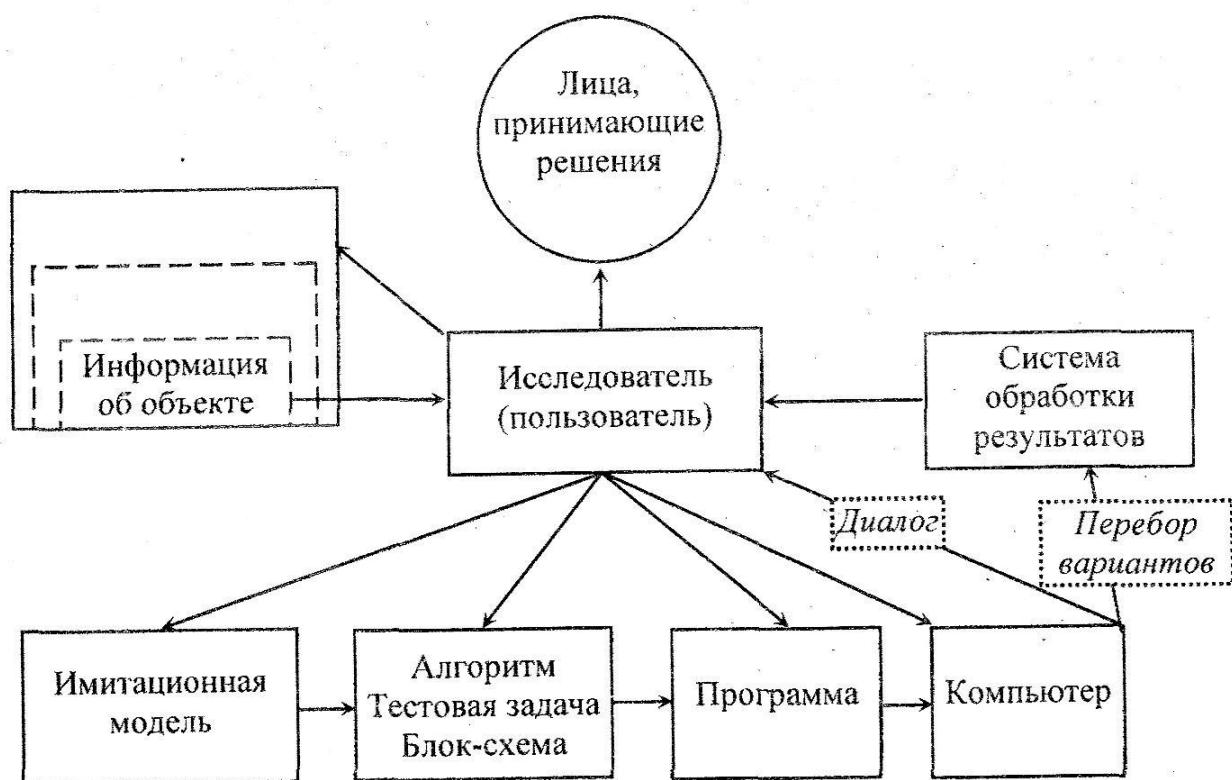 Лица,
принимающие
решения
Информация
об объекте
Исследователь
(пользователь)
Система
обработки
результатов
Диалог
Перебор
вариантов
Имитационная
модель
Алгоритм
Тестовая задача
Блок-схема
Программа
Компьютер